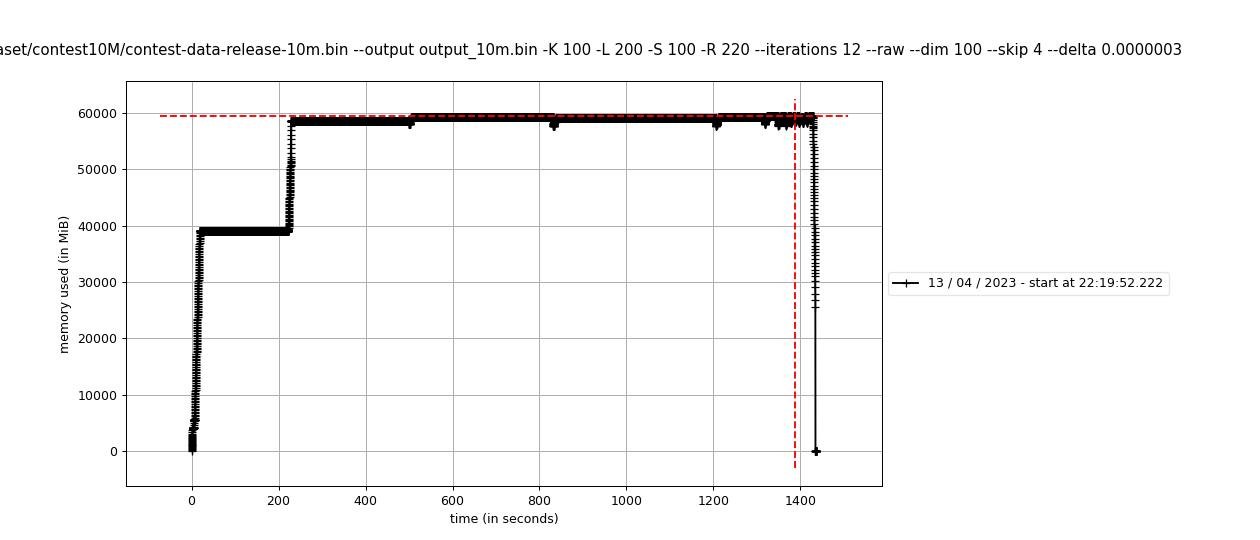 aset/contest10M/contest-data-release-10m.bin --output output_10m.bin -K 100 -L 200 -S 100 -R 220 --iterations 12 --raw --dim 100 --skip 4 --delta 0.0000003
60000
50000
40000
30000
20000
10000
0
memory used (in MiB)
0 200 400 600 800 1000 1200 1400
time (in seconds)
13 / 04 / 2023 - start at 22:19:52.222